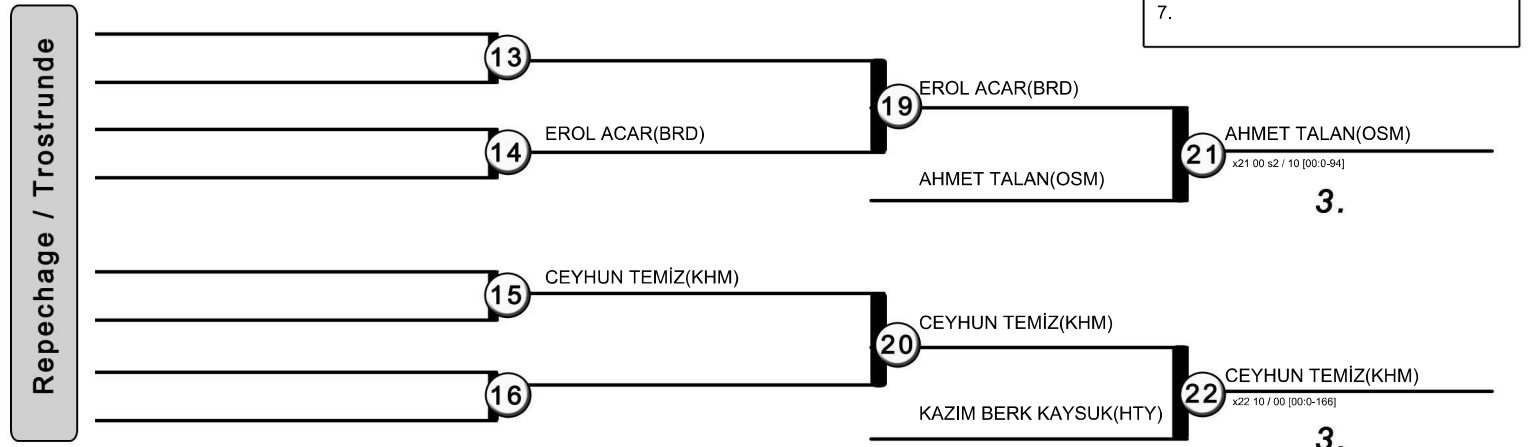 7.
Repechage / Trostrunde
13
19
EROL ACAR(BRD)
14
EROL ACAR(BRD)
21
AHMET TALAN(OSM)
x21 00 s2 / 10 [00:0-94]
AHMET TALAN(OSM)
3.
15
CEYHUN TEMİZ(KHM)
20
CEYHUN TEMİZ(KHM)
16
22
CEYHUN TEMİZ(KHM)
x22 10 / 00 [00:0-166]
KAZIM BERK KAYSUK(HTY)
3.